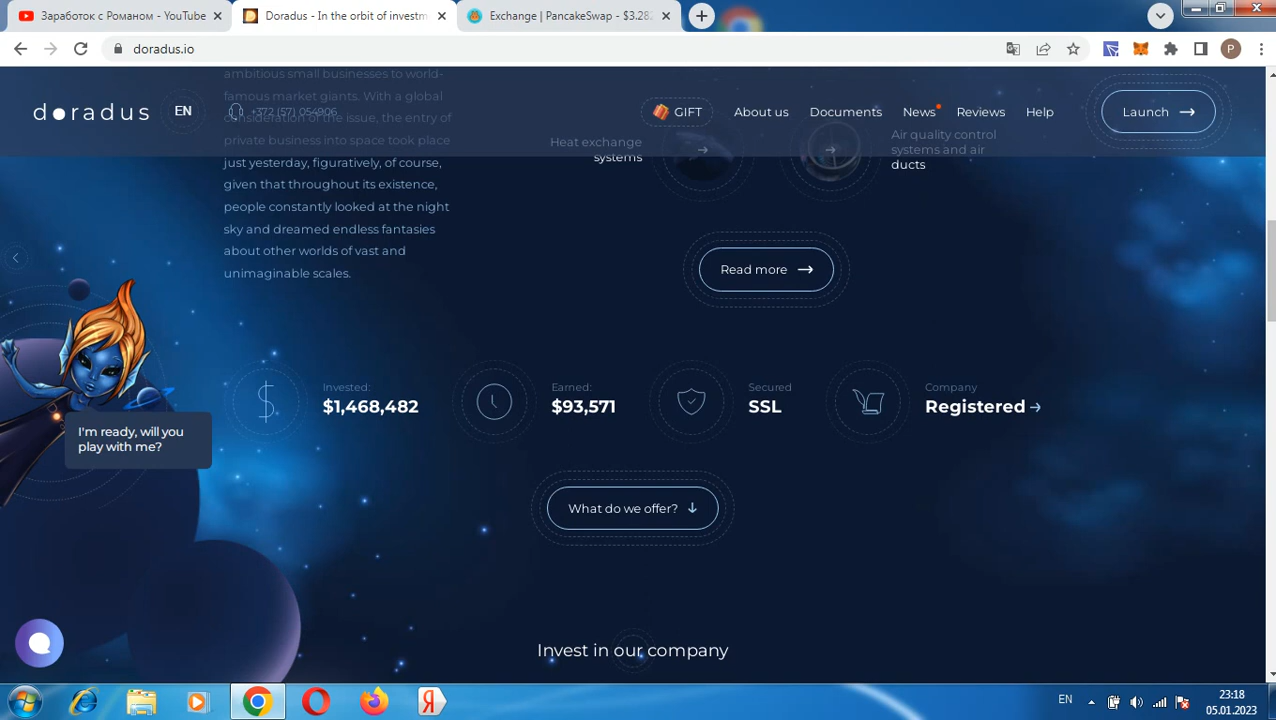 Заработок с Романом - YouTube
Doradus - In the orbit of investm
Exchange | PancakeSwap - $3.282
doradus.io
P
ambitious small businesses to world-
doradus
EN
+372 (57) 054906
GIFT
About us
Documents
News
Reviews
Help
Launch
famous market giants. With a global
consideration of the issue, the entry of
private business into space took place
just yesterday, figuratively, of course,
given that throughout its existence,
people constantly looked at the night
sky and dreamed endless fantasies
about other worlds of vast and
unimaginable scales.
Heat exchange
systems
Air quality control
systems and air
ducts
Read more
Invested:
$1,468,482
Earned:
$93,571
Secured
SSL
Company
Registered
I'm ready, will you
play with me?
What do we offer?
Invest in our company
EN
23:18
05.01.2023